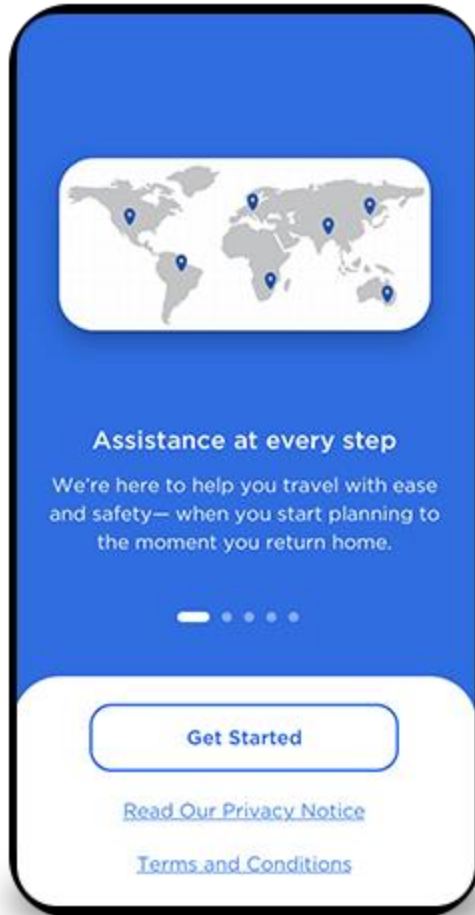 Assistance at every step
We're here to help you travel with ease
and safety— when you start planning to
the moment you return home.
Get Started
Read Our Privacy Notice
Terms and Conditions